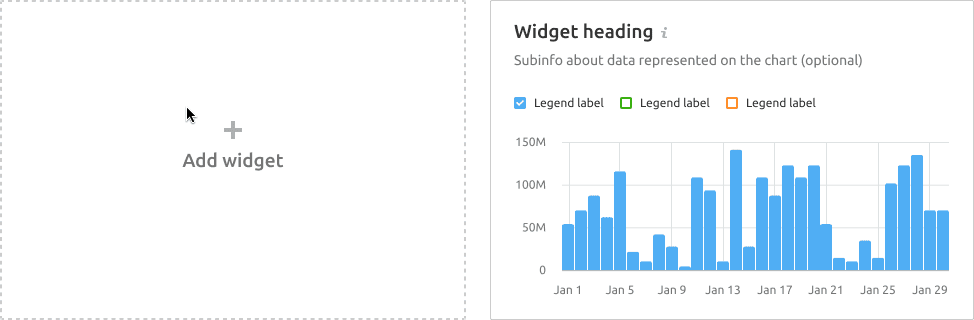 Add widget
Widget heading i
Subinfo about data represented on the chart (optional)
Legend label Legend label Legend label
150M
100M
50M
0
Jan 1 Jan 5 Jan 9 Jan 13 Jan 17 Jan 21 Jan 25 Jan 29